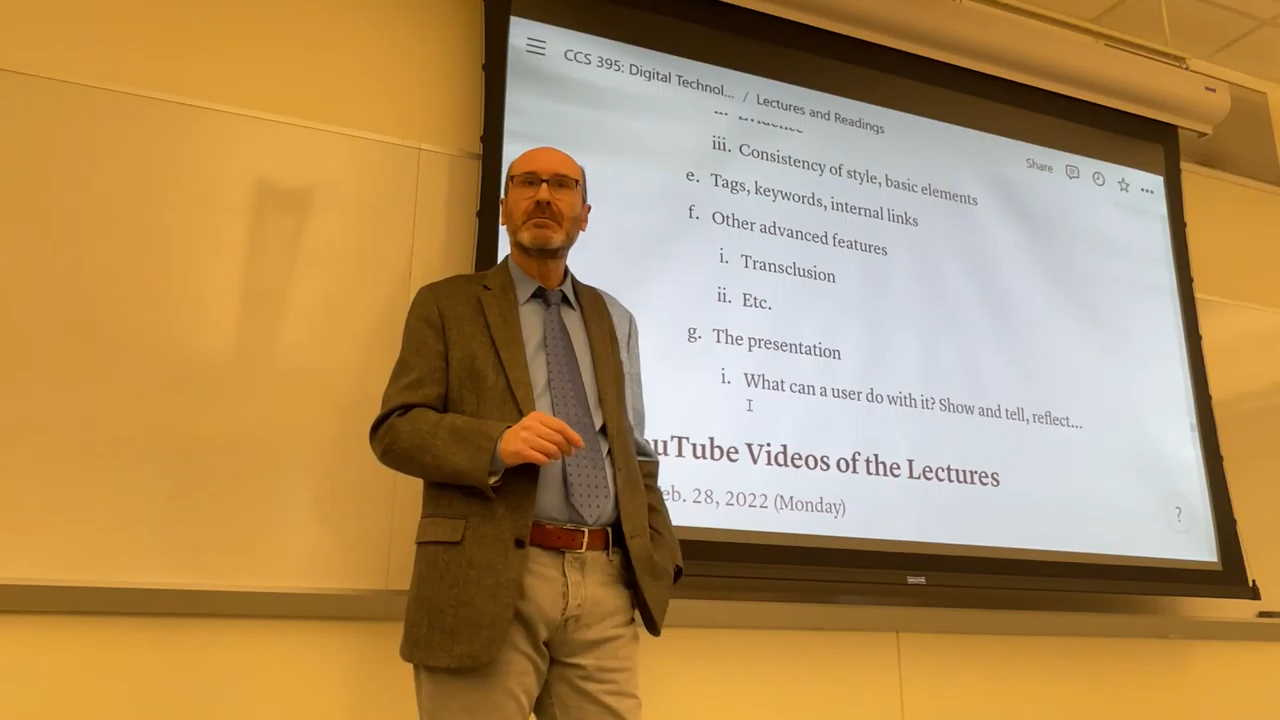 CCS 395: Digital Technol... / Lectures and Readings
Share
iii. Consistency of style, basic elements
e. Tags, keywords, internal links
f. Other advanced features
i. Transclusion
ii. Etc.
g. The presentation
i. What can a user do with it? Show and tell, reflect...
uTube Videos of the Lectures
eb. 28, 2022 (Monday)
?